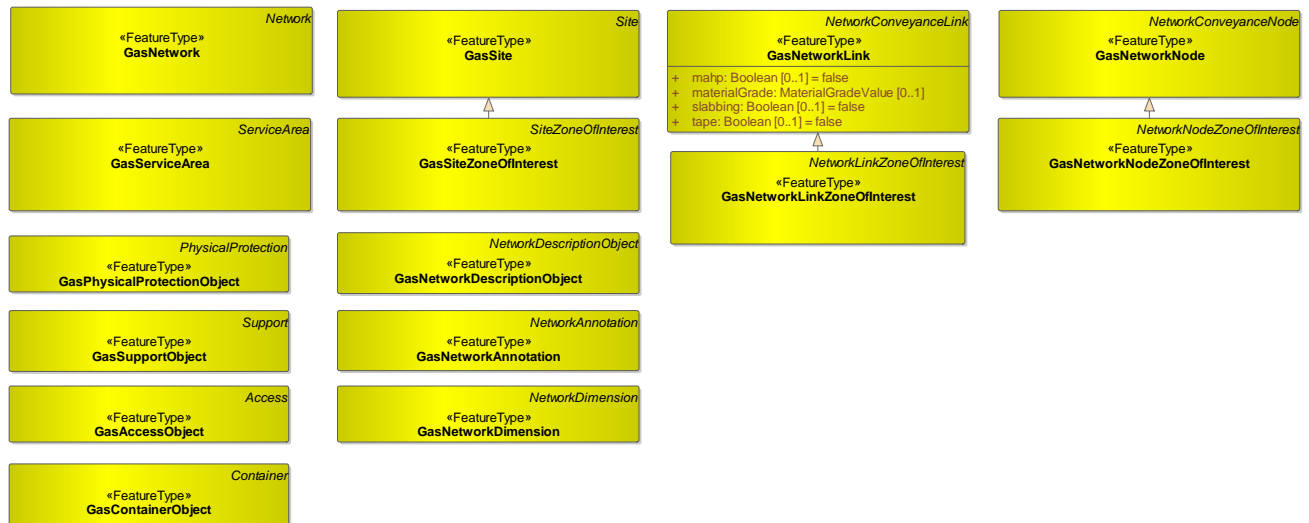 Network
«FeatureType»
GasNetwork
Site
«FeatureType»
GasSite
NetworkConveyanceLink
«FeatureType»
GasNetworkLink
+ mahp: Boolean [0..1] = false
+ materialGrade: MaterialGradeValue [0..1]
+ slabbing: Boolean [0..1] = false
+ tape: Boolean [0..1] = false
NetworkConveyanceNode
«FeatureType»
GasNetworkNode
ServiceArea
«FeatureType»
GasServiceArea
SiteZoneOfInterest
«FeatureType»
GasSiteZoneOfInterest
NetworkLinkZoneOfInterest
«FeatureType»
GasNetworkLinkZoneOfInterest
NetworkNodeZoneOfInterest
«FeatureType»
GasNetworkNodeZoneOfInterest
PhysicalProtection
«FeatureType»
GasPhysicalProtectionObject
NetworkDescriptionObject
«FeatureType»
GasNetworkDescriptionObject
Support
«FeatureType»
GasSupportObject
NetworkAnnotation
«FeatureType»
GasNetworkAnnotation
Access
«FeatureType»
GasAccessObject
NetworkDimension
«FeatureType»
GasNetworkDimension
Container
«FeatureType»
GasContainerObject